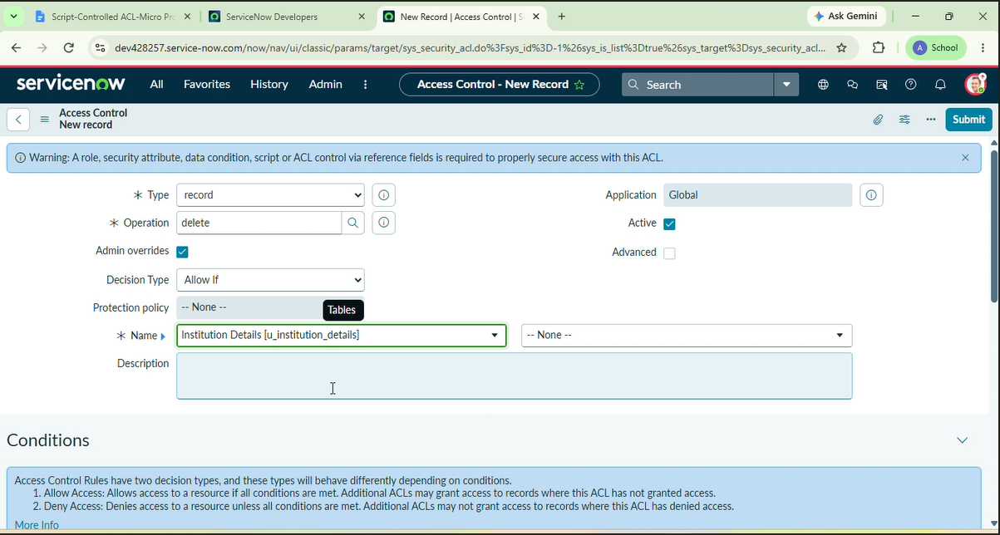 Script-Controlled ACL-Micro Pr
ServiceNow Developers
New Record | Access Control | S
Ask Gemini
dev428257.service-now.com/now/nav/ui/classic/params/target/sys_security_acl.do%3Fsys_id%3D-1%26sys_is_list%3Dtrue%26sys_target%3Dsys_security_acl...
A School
servicenow All Favorites History Admin Access Control - New Record Search
Access Control
New record
Submit
Warning: A role, security attribute, data condition, script or ACL control via reference fields is required to properly secure access with this ACL.
* Type record
Application Global
* Operation delete
Active
Admin overrides
Advanced
Decision Type Allow If
Protection policy -- None --
Tables
* Name Institution Details [u_institution_details] -- None --
Description
Conditions
Access Control Rules have two decision types, and these types will behave differently depending on conditions.
1. Allow Access: Allows access to a resource if all conditions are met. Additional ACLs may grant access to records where this ACL has not granted access.
2. Deny Access: Denies access to a resource unless all conditions are met. Additional ACLs may not grant access to records where this ACL has denied access.
More Info